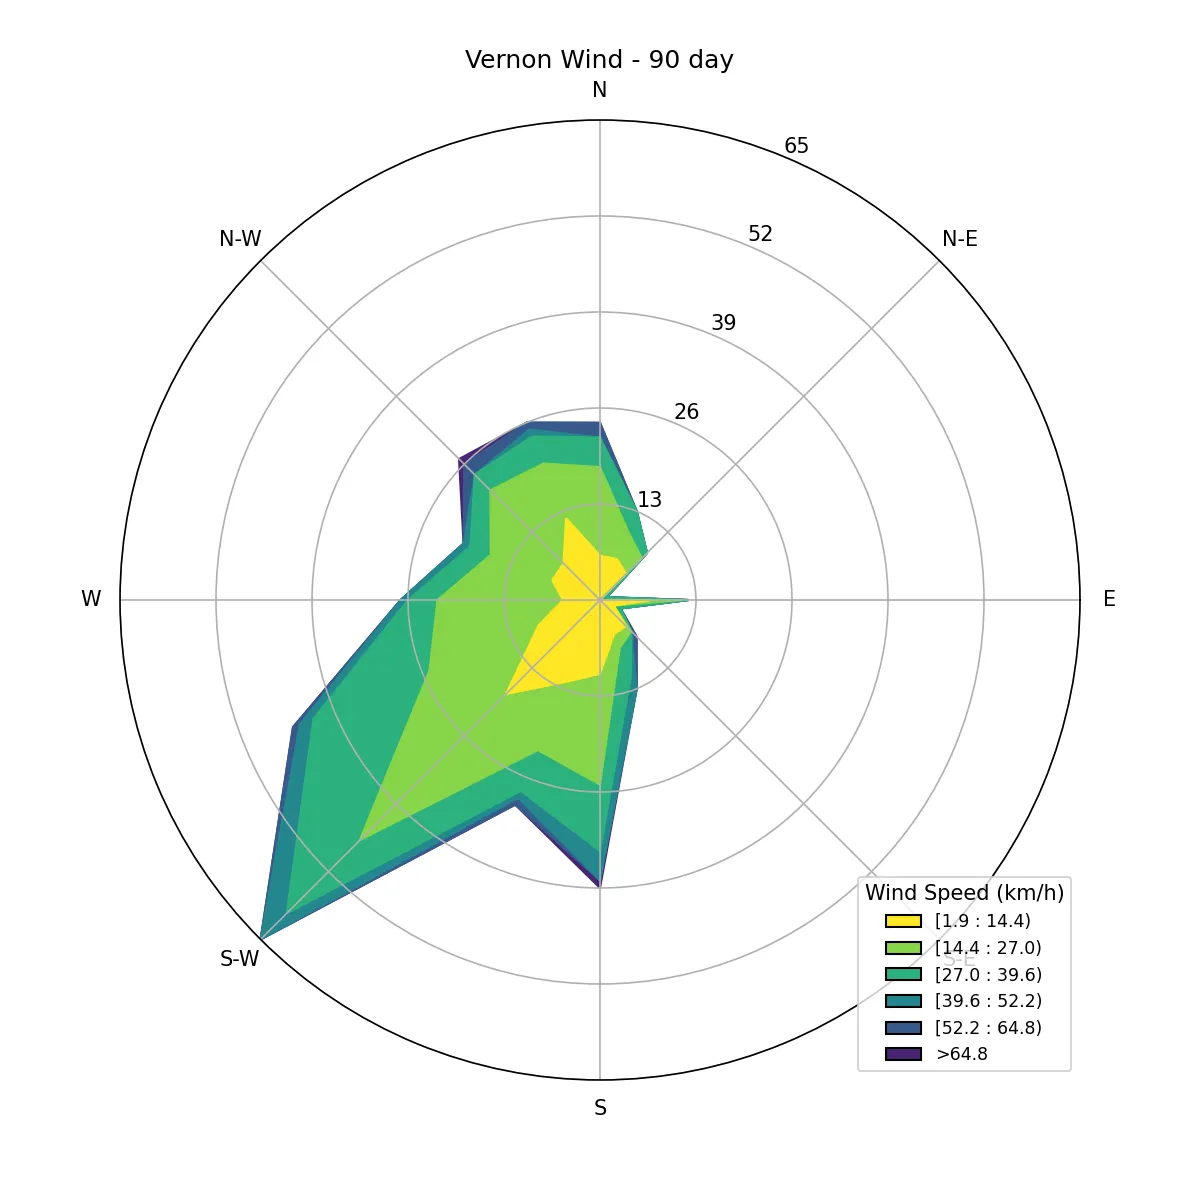 Vernon Wind - 90 day
N
65
N-W
52
N-E
39
26
13
W
E
S-W
S-E
S
Wind Speed (km/h)
[1.9 : 14.4)
[14.4 : 27.0)
[27.0 : 39.6)
[39.6 : 52.2)
[52.2 : 64.8)
>64.8